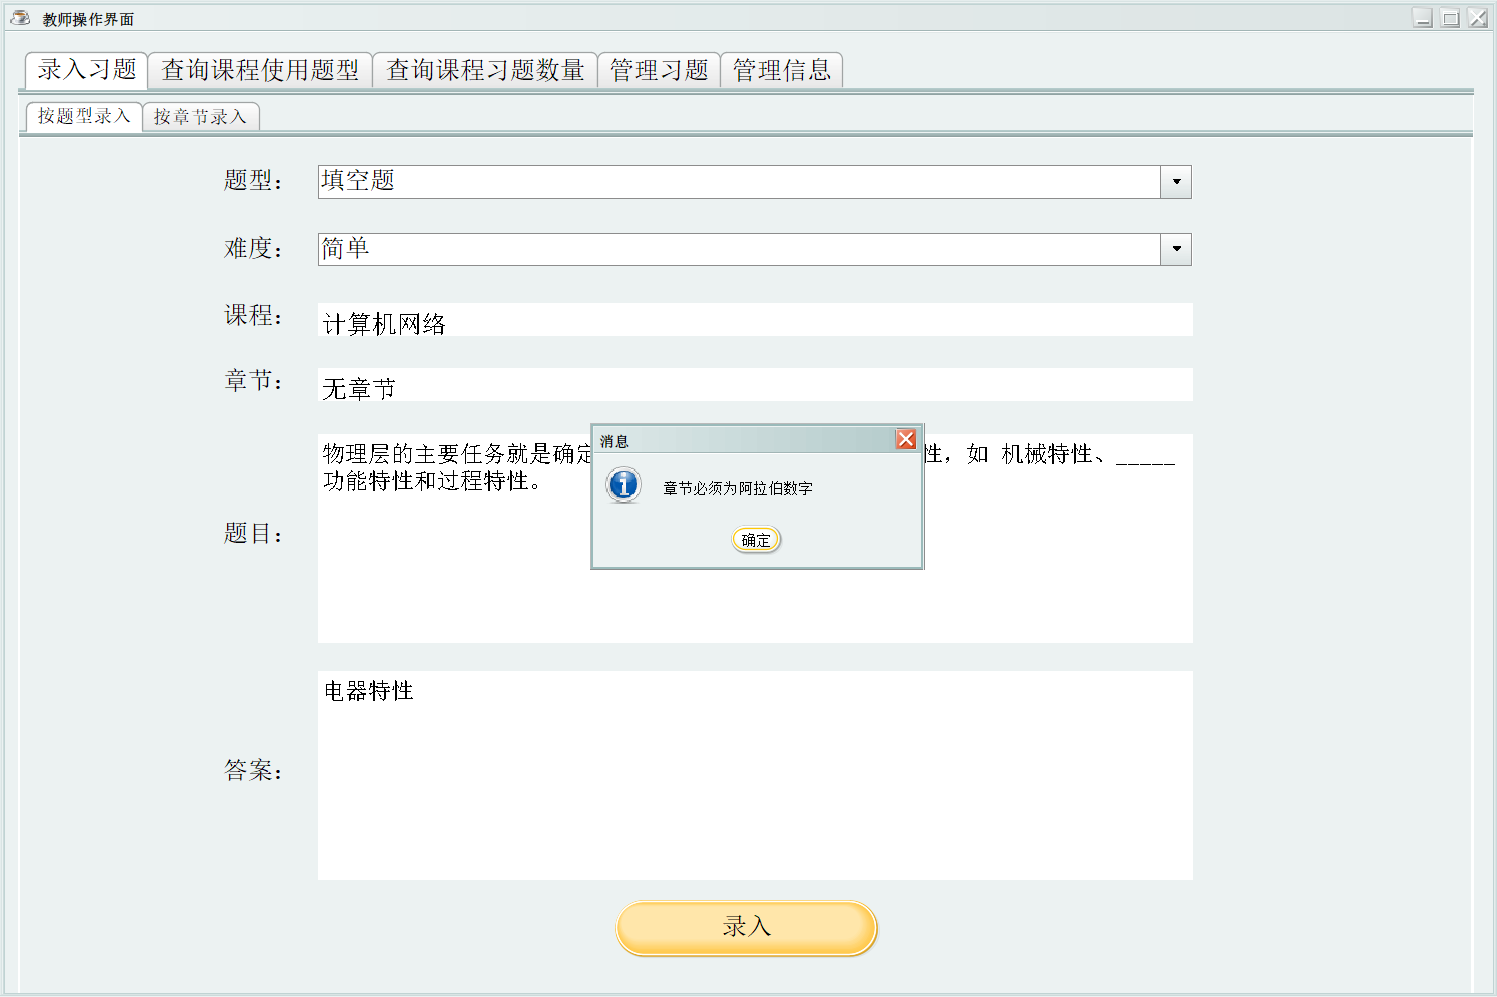 教师操作界面
录入习题 查询课程使用题型 查询课程习题数量 管理习题 管理信息
按题型录入 按章节录入
题型： 填空题
难度： 简单
课程： 计算机网络
章节： 无章节
物理层的主要任务就是确定
性，如 机械特性、_____
功能特性和过程特性。
题目：
消息
章节必须为阿拉伯数字
确定
电器特性
答案：
录入